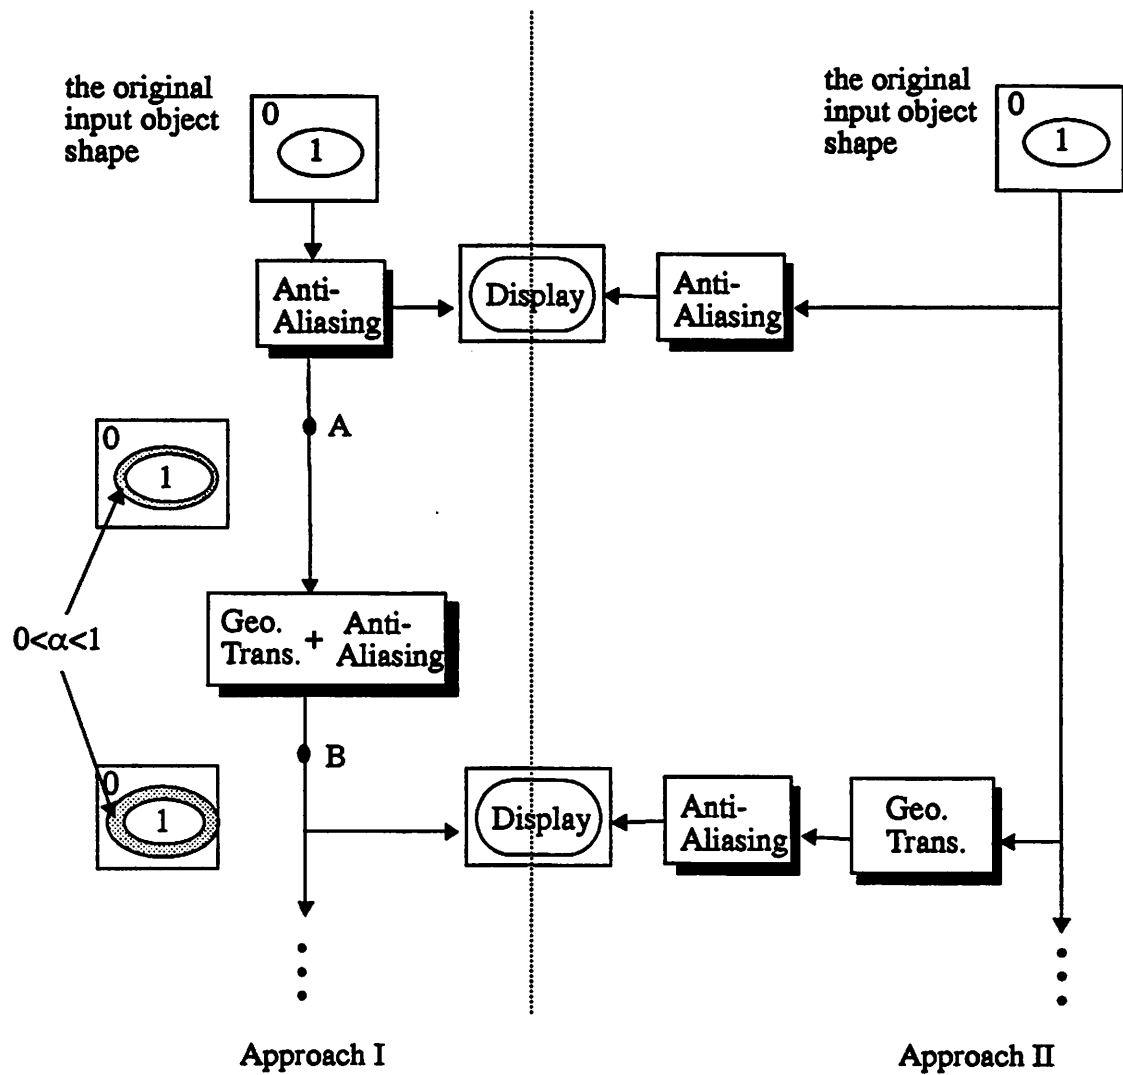 the original
input object
shape
0
1
the original
input object
shape
0
1
Anti-
Aliasing
Display
Anti-
Aliasing
A
0
1
0<α<1
Geo.
Trans.
+
Anti-
Aliasing
B
0
1
Display
Anti-
Aliasing
Geo.
Trans.
Approach I
Approach II